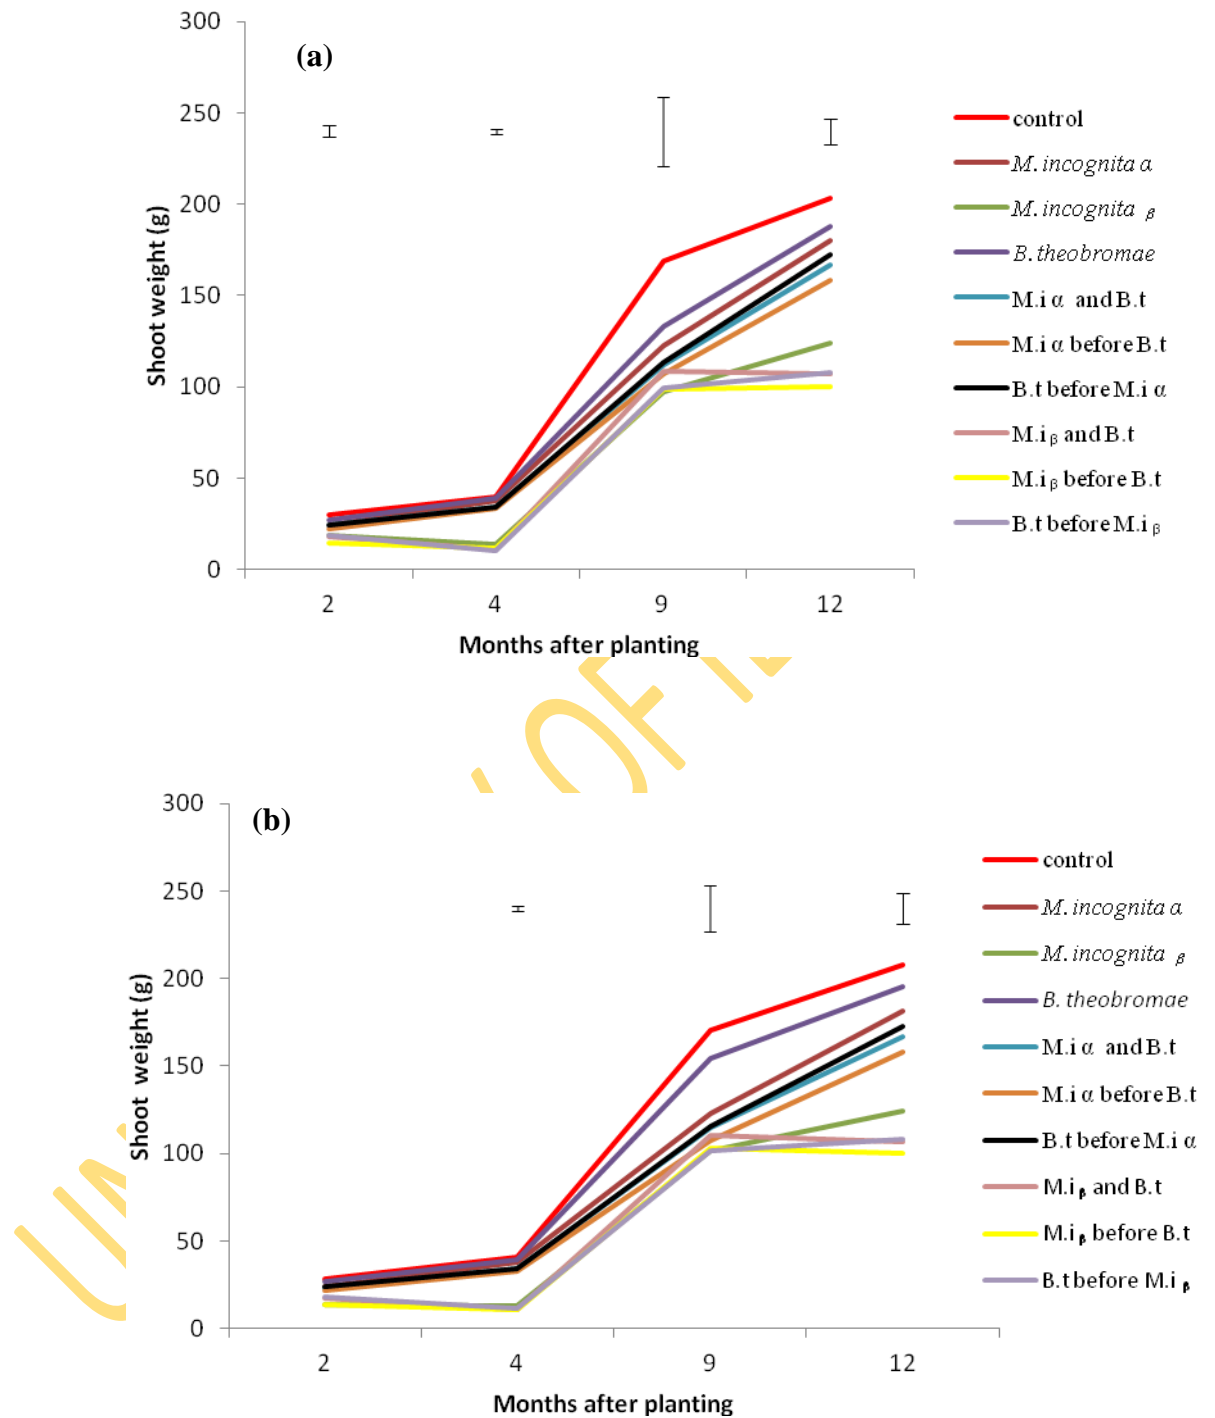 (a)
300
250
200
150
100
50
0
Shoot weight (g)
2 4 9 12
Months after planting
control
M. incognita α
M. incognita β
B. theobromae
M.i α and B.t
M.i α before B.t
B.t before M.i α
M.i β and B.t
M.i β before B.t
B.t before M.i β
OF
(b)
300
250
200
150
100
50
0
Shoot weight (g)
2 4 9 12
Months after planting
control
M. incognita α
M. incognita β
B. theobromae
M.i α and B.t
M.i α before B.t
B.t before M.i α
M.i β and B.t
M.i β before B.t
B.t before M.i β